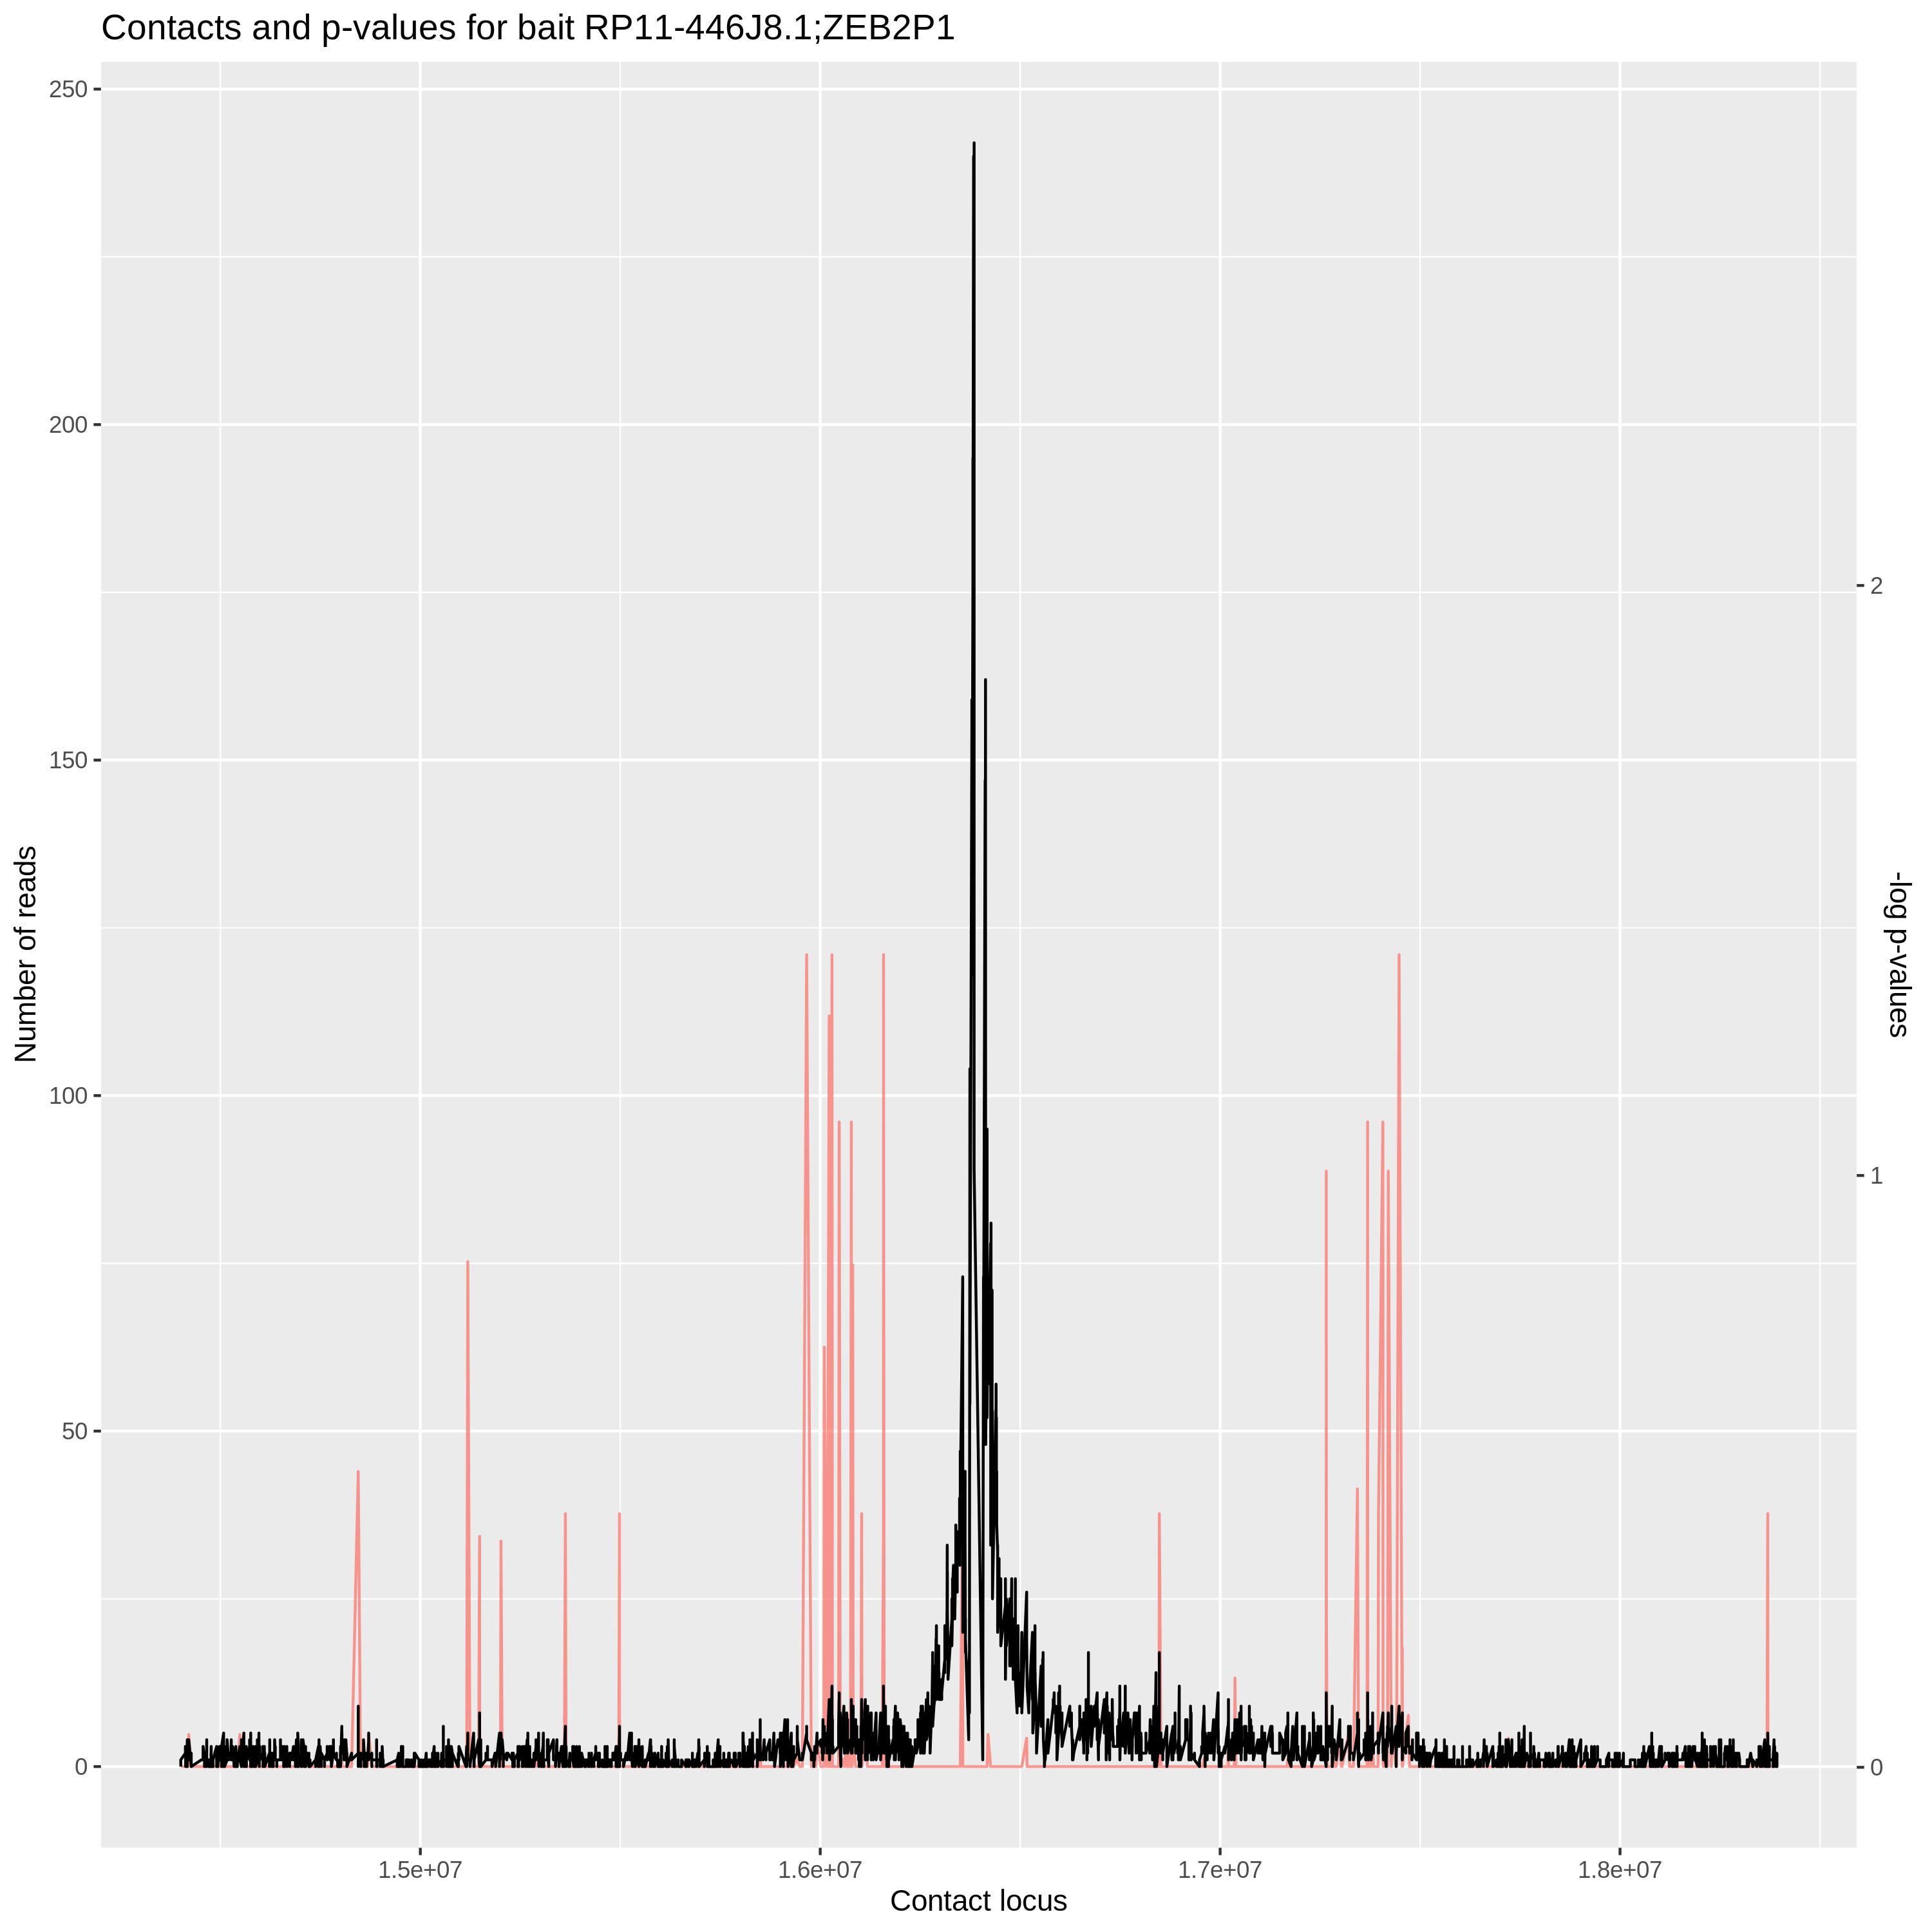 Contacts and p-values for bait RP11-446J8.1;ZEB2P1
250
200
150
100
50
0
Number of reads
2
1
0
-log p-values
1.5e+07
1.6e+07
1.7e+07
1.8e+07
Contact locus